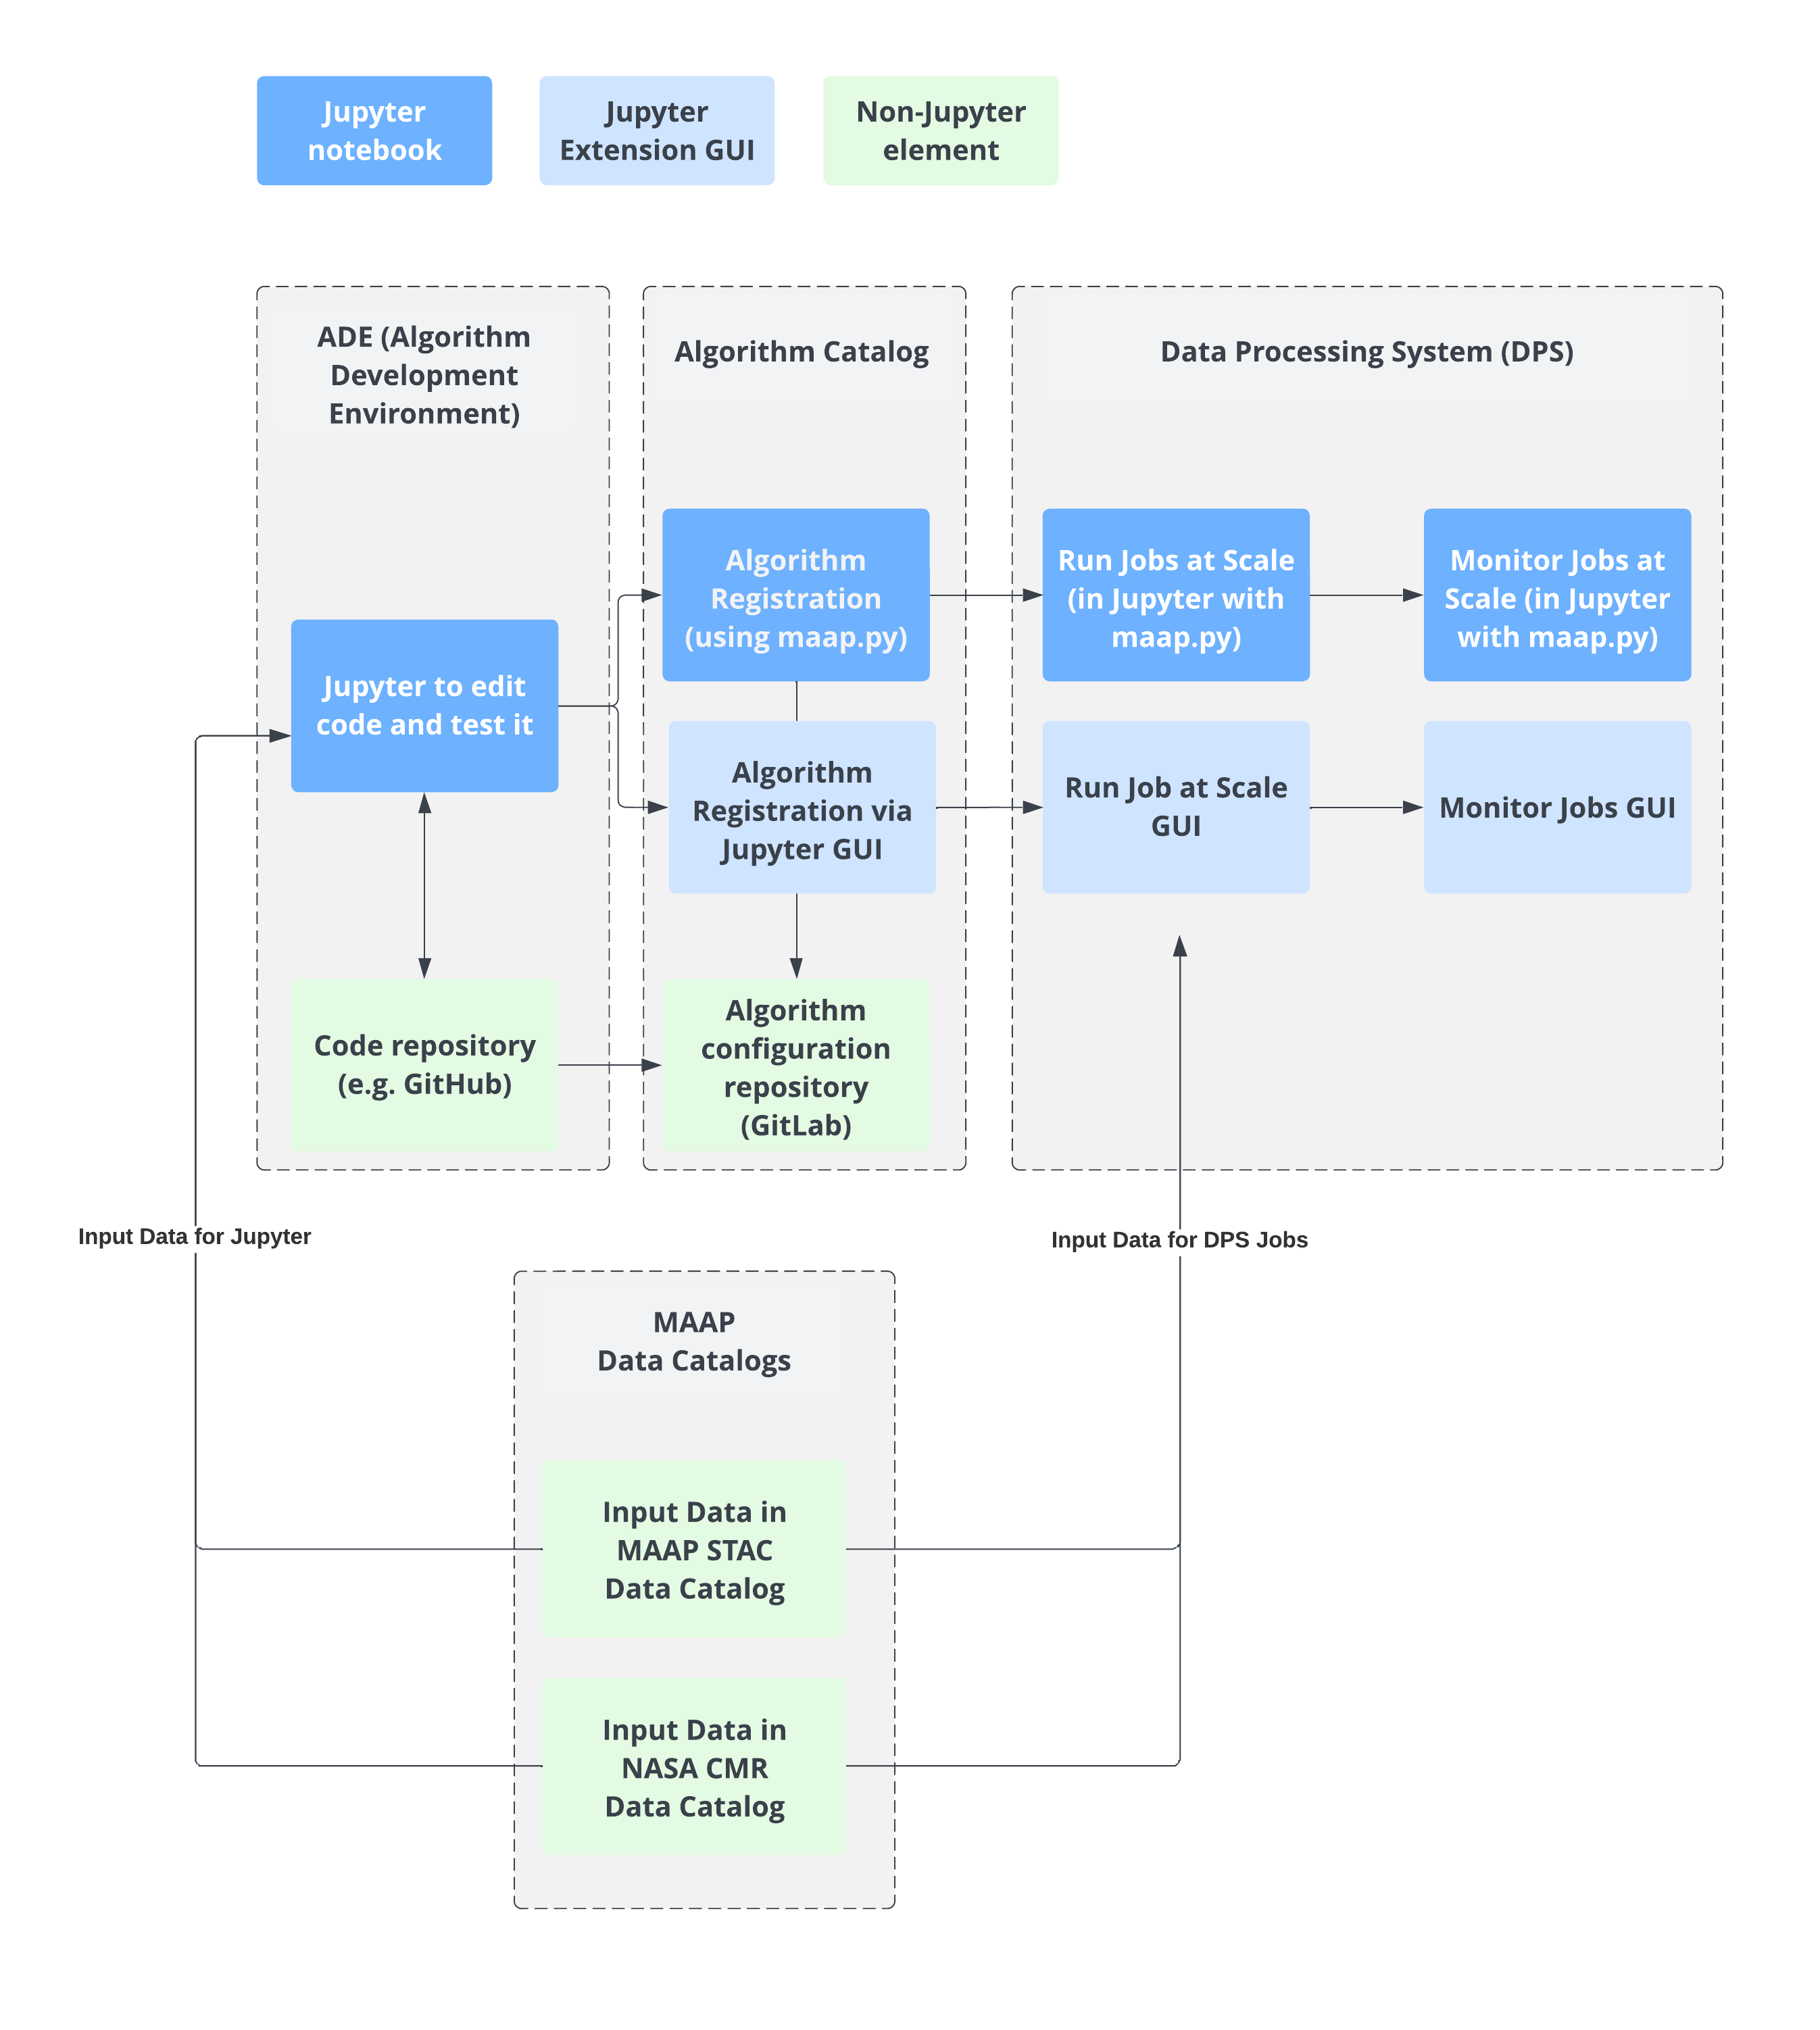 Jupyter
notebook
Jupyter
Extension GUI
Non-Jupyter
element
ADE (Algorithm
Development
Environment)
Algorithm Catalog
Data Processing System (DPS)
Algorithm
Registration
(using maap.py)
Run Jobs at Scale
(in Jupyter with
maap.py)
Monitor Jobs at
Scale (in Jupyter
with maap.py)
Jupyter to edit
code and test it
Algorithm
Registration via
Jupyter GUI
Run Job at Scale
GUI
Monitor Jobs GUI
Code repository
(e.g. GitHub)
Algorithm
configuration
repository
(GitLab)
Input Data for Jupyter
Input Data for DPS Jobs
MAAP
Data Catalogs
Input Data in
MAAP STAC
Data Catalog
Input Data in
NASA CMR
Data Catalog